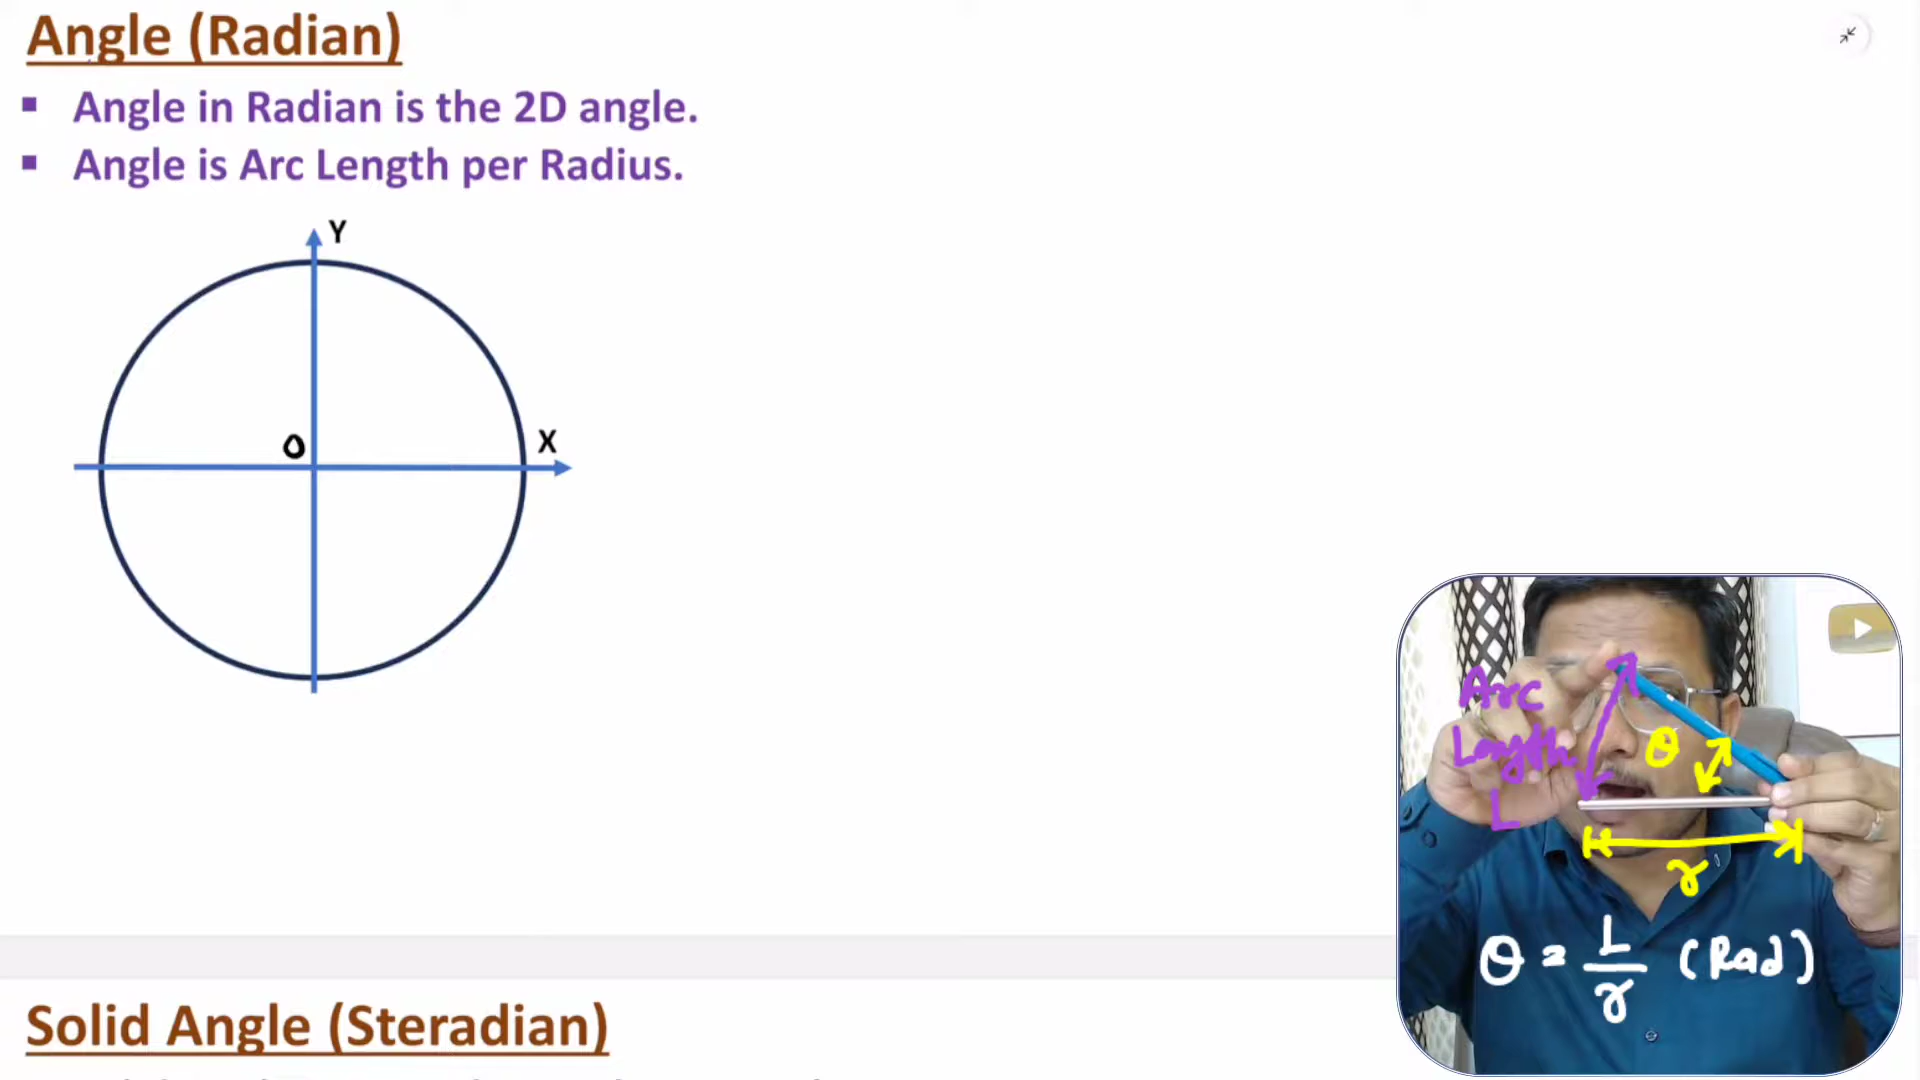 Angle (Radian)
▪ Angle in Radian is the 2D angle.
▪ Angle is Arc Length per Radius.
Y
O
X
Arc
Length
L
θ
r
θ = L/r (Rad)
Solid Angle (Steradian)